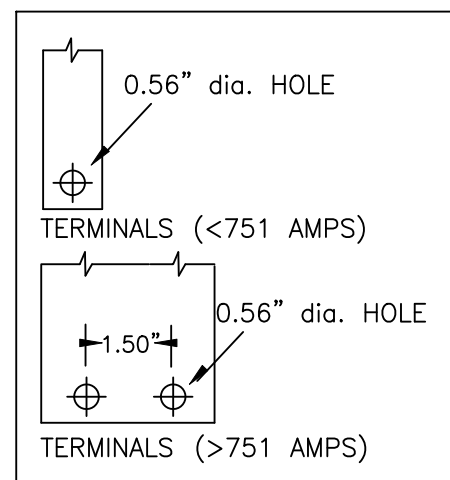 0.56” dia. HOLE
TERMINALS (<751 AMPS)
0.56” dia. HOLE
1.50”
TERMINALS (>751 AMPS)